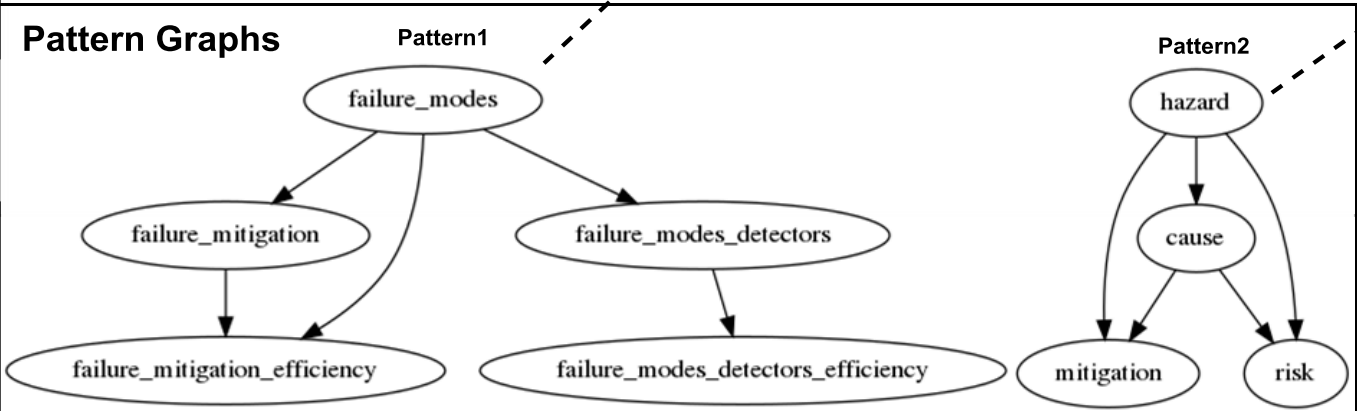 Pattern Graphs
Pattern1
failure_modes
failure_mitigation
failure_modes_detectors
failure_mitigation_efficiency
failure_modes_detectors_efficiency
Pattern2
hazard
cause
mitigation
risk